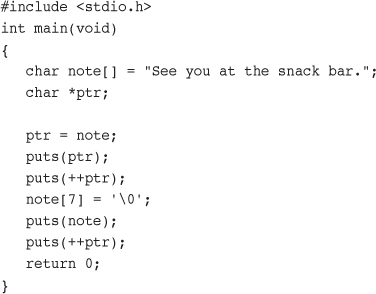 #include <stdio.h>
int main(void)
{
   char note[] = "See you at the snack bar.";
   char *ptr;

   ptr = note;
   puts(ptr);
   puts(++ptr);
   note[7] = '\0';
   puts(note);
   puts(++ptr);
   return 0;
}